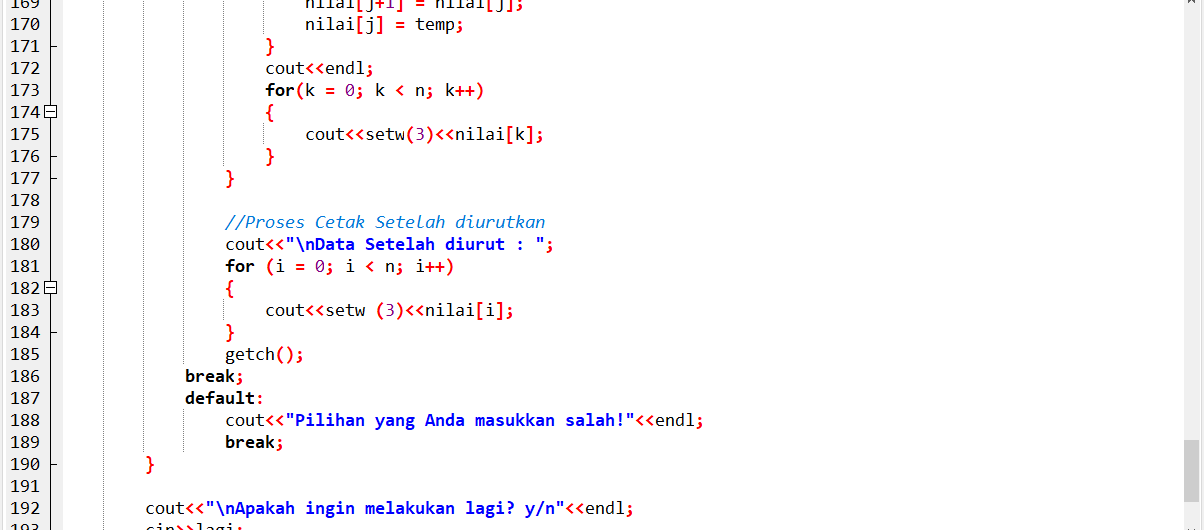 169 nilai[j+1] = nilai[j];
170 nilai[j] = temp;
171 }
172 cout<<endl;
173 for(k = 0; k < n; k++)
174 {
175 cout<<setw(3)<<nilai[k];
176 }
177 }
178
179 //Proses Cetak Setelah diurutkan
180 cout<<"\nData Setelah diurut : ";
181 for (i = 0; i < n; i++)
182 {
183 cout<<setw (3)<<nilai[i];
184 }
185 getch();
186 break;
187 default:
188 cout<<"Pilihan yang Anda masukkan salah!"<<endl;
189 break;
190 }
191
192 cout<<"\nApakah ingin melakukan lagi? y/n"<<endl;
193 cin>>lagi;